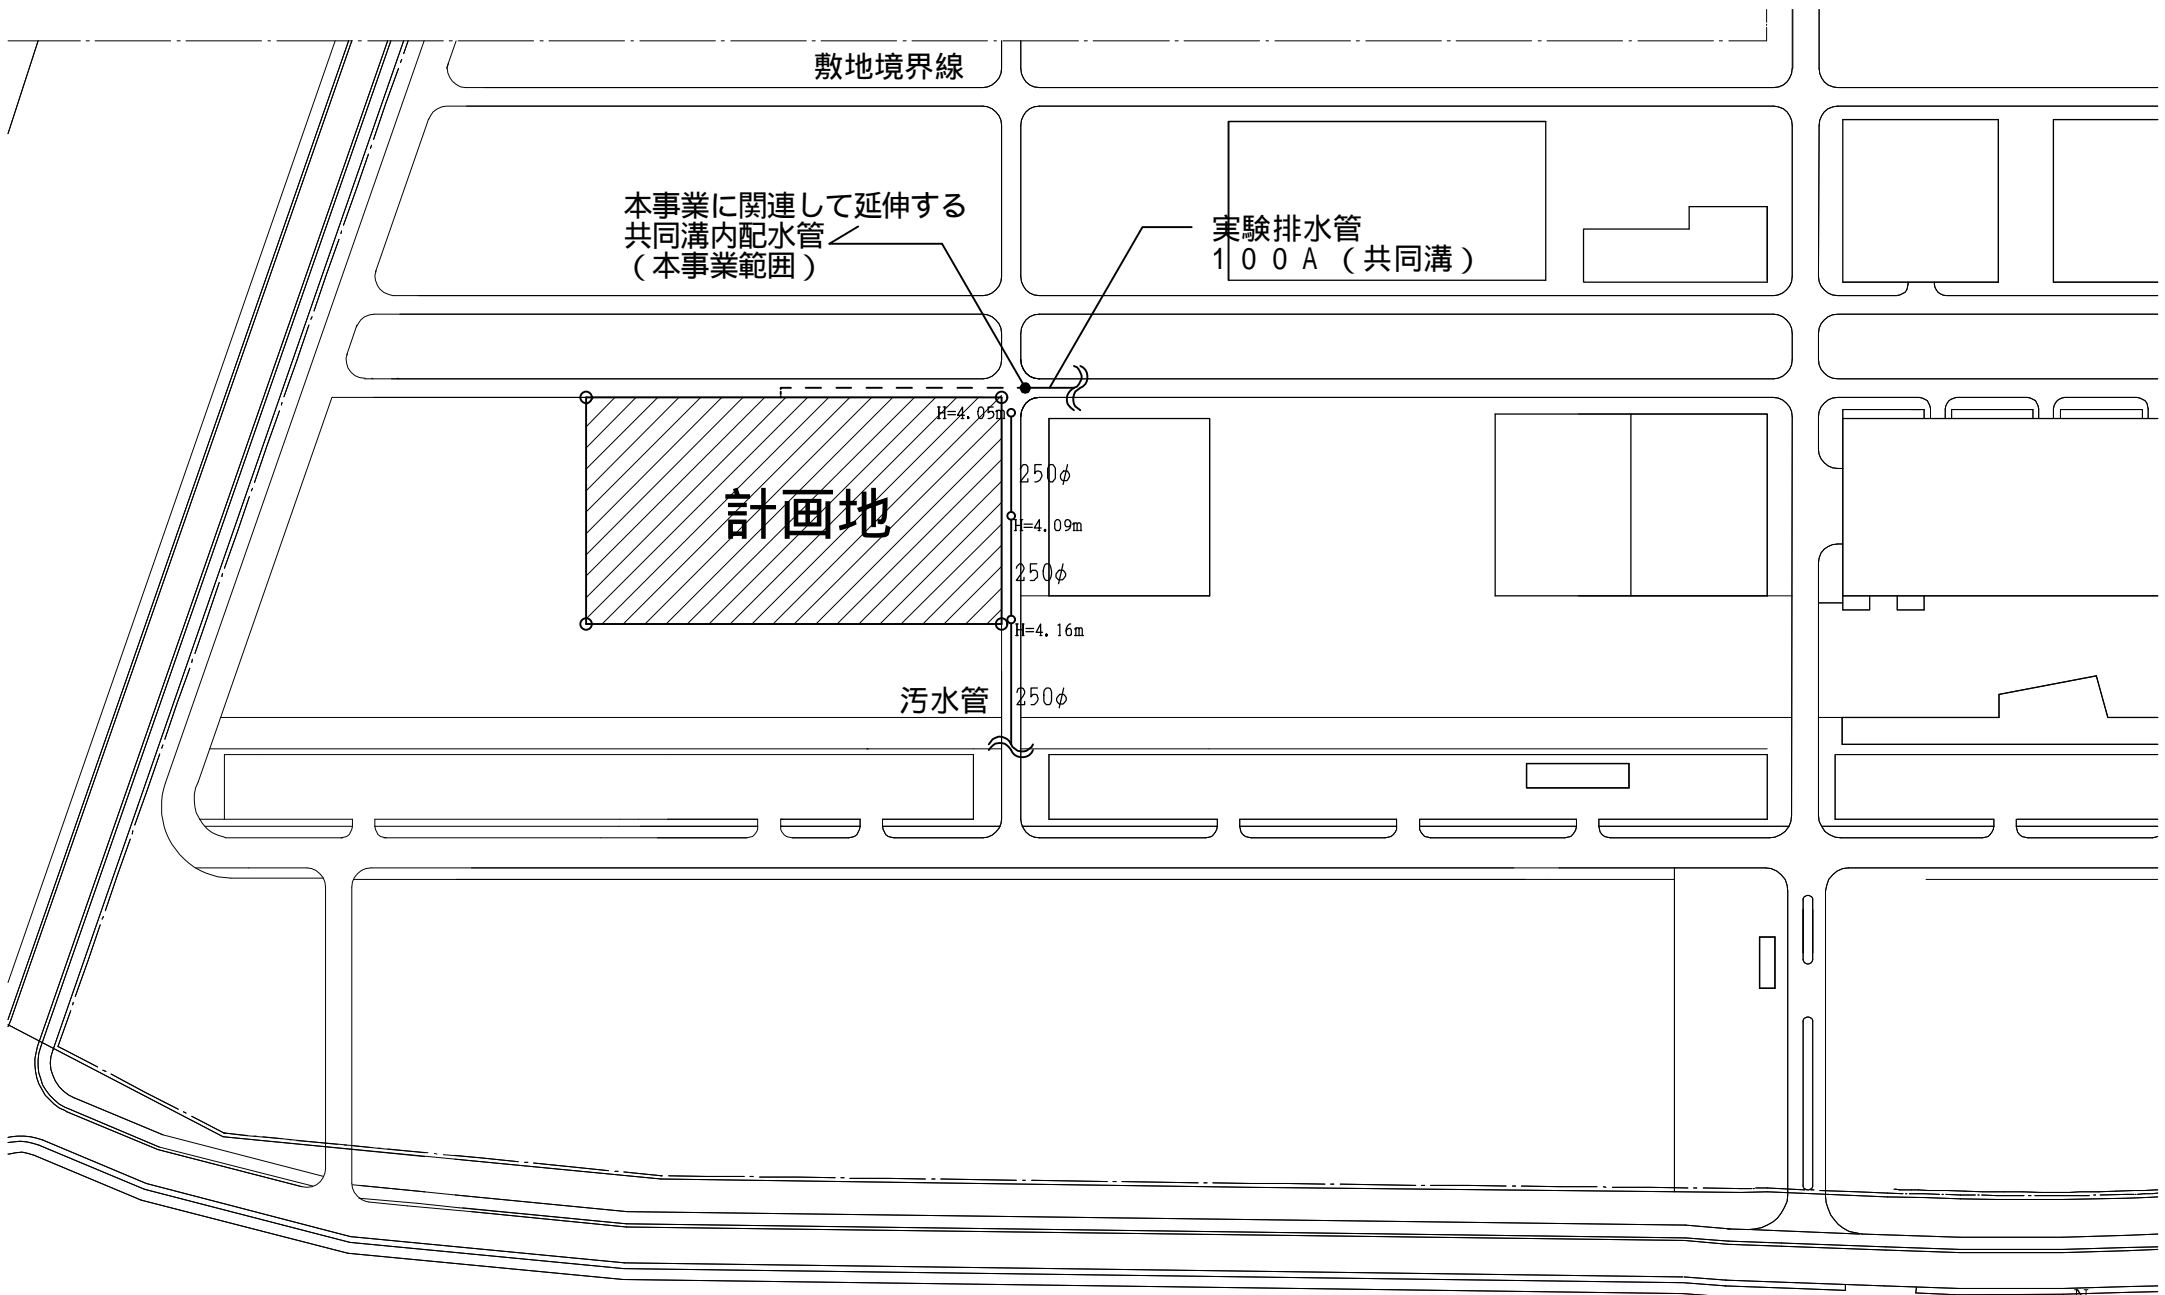 敷地境界線
本事業に関連して延伸する
共同溝内配水管
(本事業範囲)
実験排水管
100A(共同溝)
H=4.05m
250φ
計画地
H=4.09m
250φ
H=4.16m
汚水管
250φ